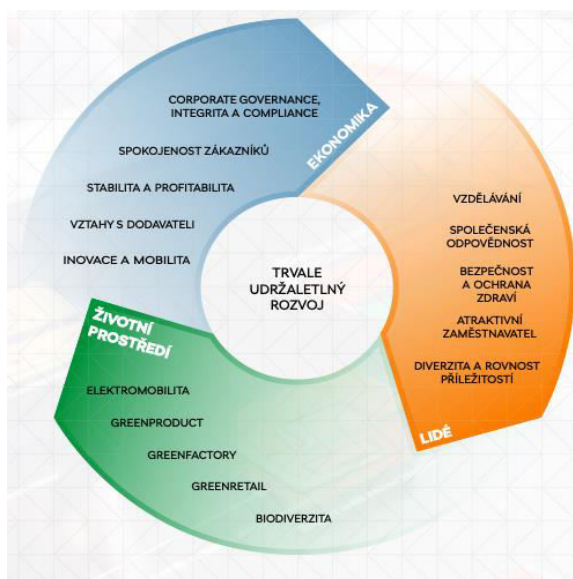 CORPORATE GOVERNANCE,
INTEGRITA A COMPLIANCE
SPOKOJENOST ZÁKAZNÍKŮ
STABILITA A PROFITABILITA
VZTAHY S DODAVATELI
INOVACE A MOBILITA
EKONOMIKA
VZDĚLÁVÁNÍ
SPOLEČENSKÁ
ODPOVĚDNOST
BEZPEČNOST
A OCHRANA
ZDRAVÍ
ATRAKTIVNÍ
ZAMĚSTNAVATEL
DIVERZITA A ROVNOST
PŘÍLEŽITOSTÍ
LIDÉ
TRVALE
UDRŽALETLNÝ
ROZVOJ
ŽIVOTNÍ
PROSTŘEDÍ
ELEKTROMOBILITA
GREENPRODUCT
GREENFACTORY
GREENRETAIL
BIODIVERZITA